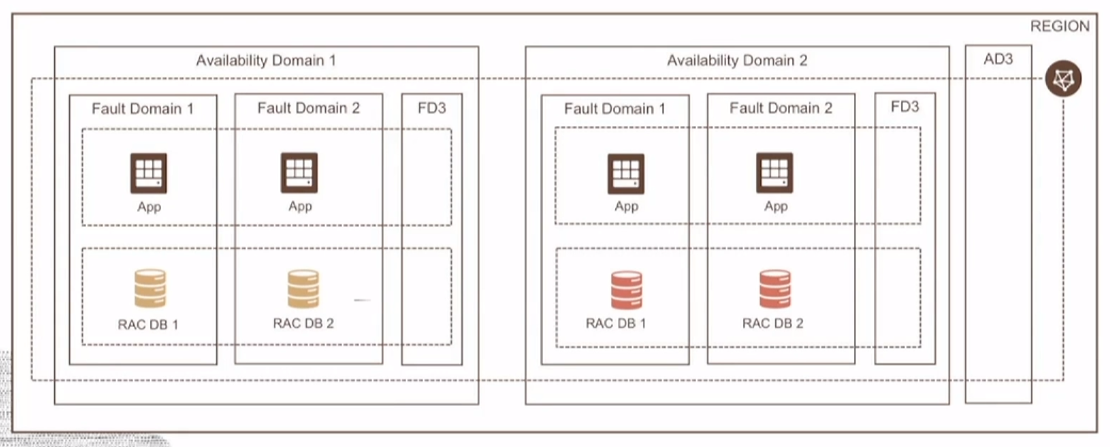 REGION
Availability Domain 1
Availability Domain 2
AD3
Fault Domain 1
Fault Domain 2
FD3
Fault Domain 1
Fault Domain 2
FD3
App
App
App
App
RAC DB 1
RAC DB 2
RAC DB 1
RAC DB 2